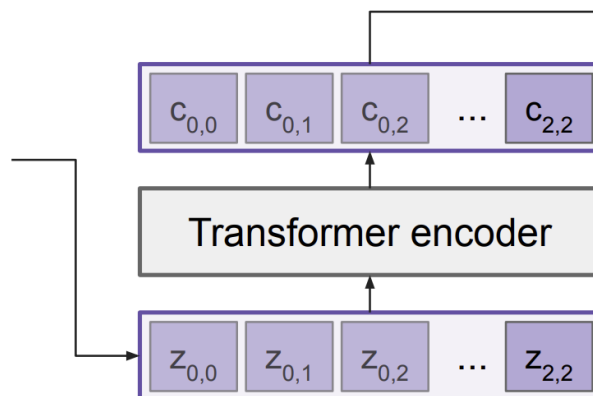 c0,0 c0,1 c0,2 ... c2,2
Transformer encoder
z0,0 z0,1 z0,2 ... z2,2